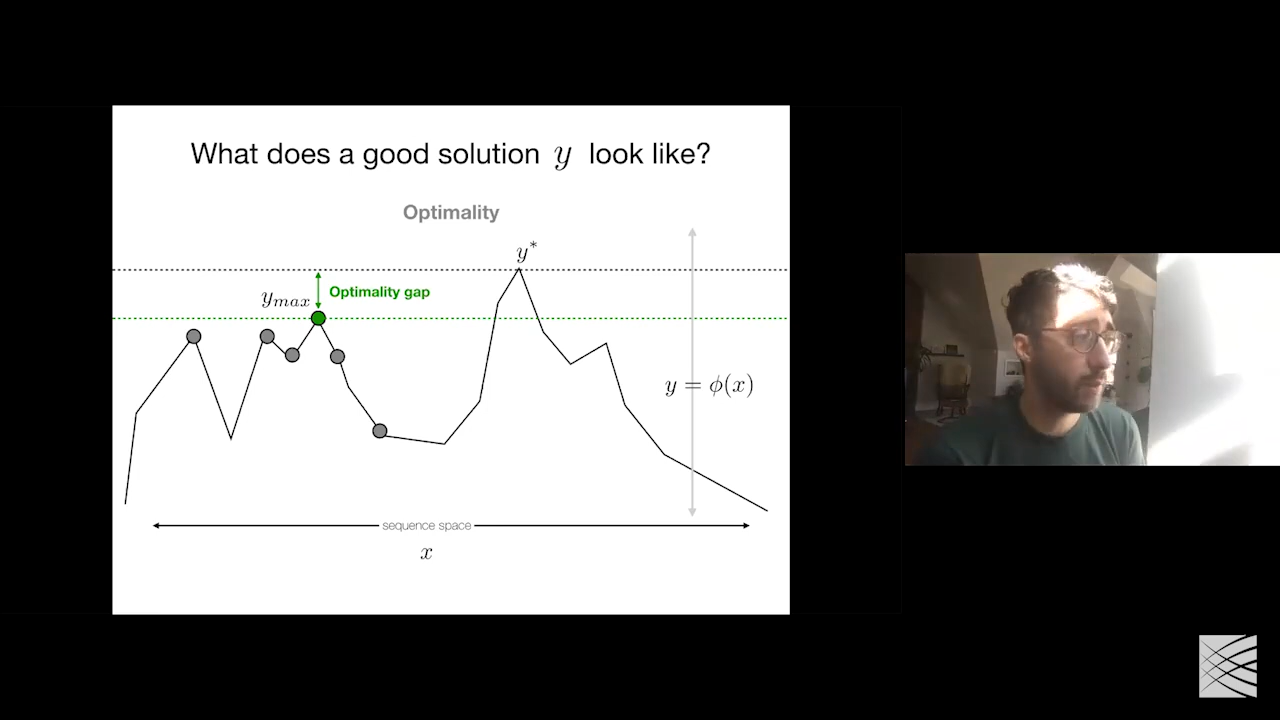 What does a good solution y look like?
Optimality
y*
y_max
Optimality gap
y = ϕ(x)
sequence space
x